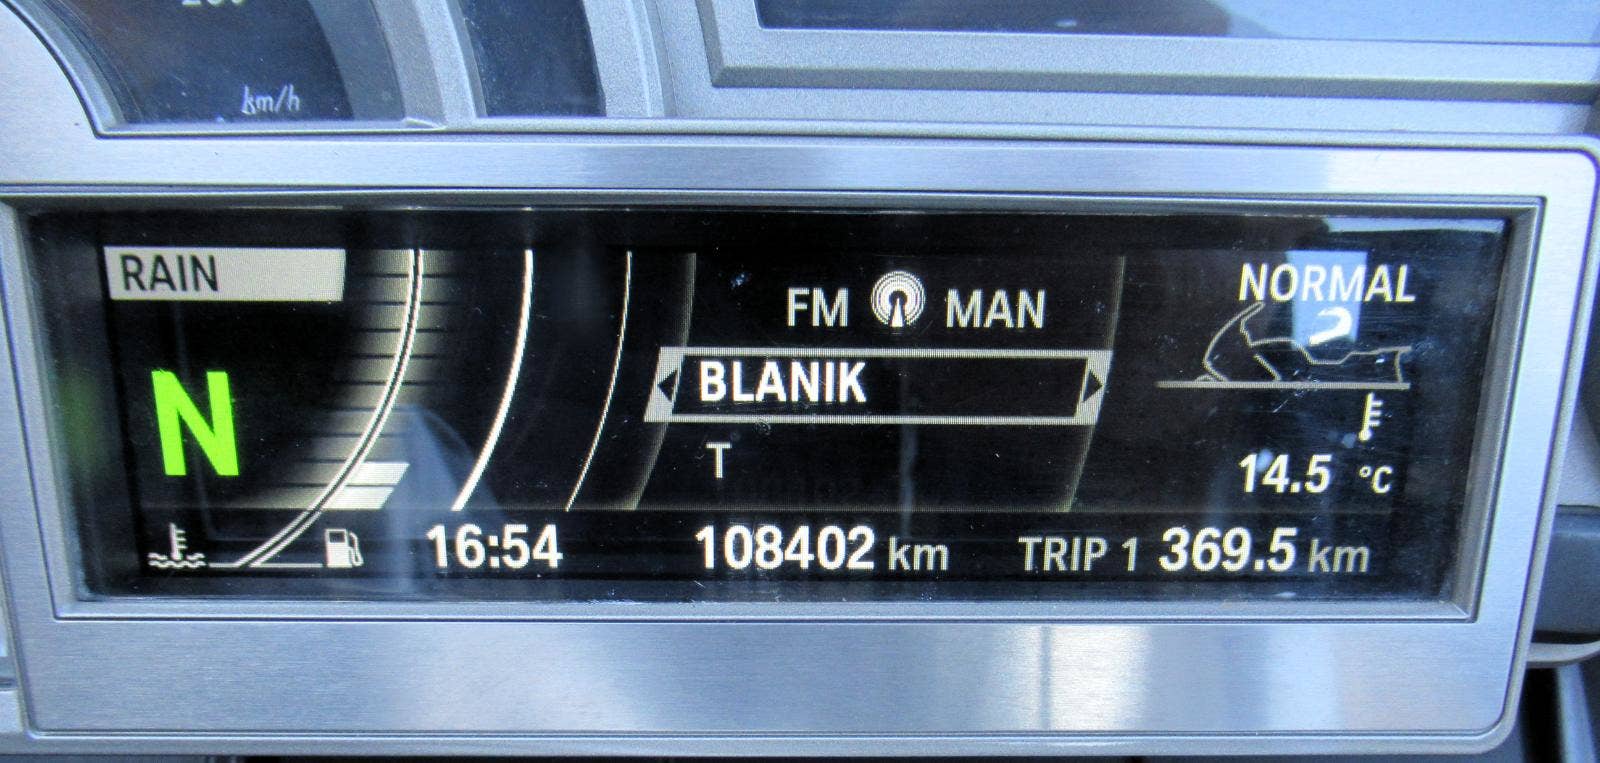 km/h
RAIN
FM MAN
NORMAL
BLANIK
N
T
14.5 °C
16:54 108402 km TRIP 1 369.5 km